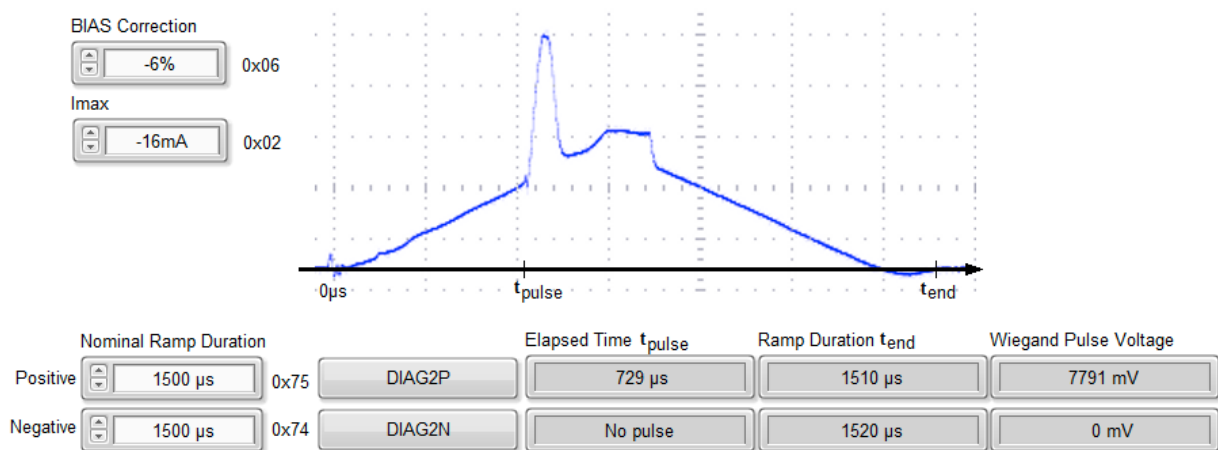 BIAS Correction
-6% 0x06
Imax
-16mA 0x02
0µs tpulse tend
Nominal Ramp Duration Elapsed Time tpulse Ramp Duration tend Wiegand Pulse Voltage
Positive 1500 µs 0x75 DIAG2P 729 µs 1510 µs 7791 mV
Negative 1500 µs 0x74 DIAG2N No pulse 1520 µs 0 mV